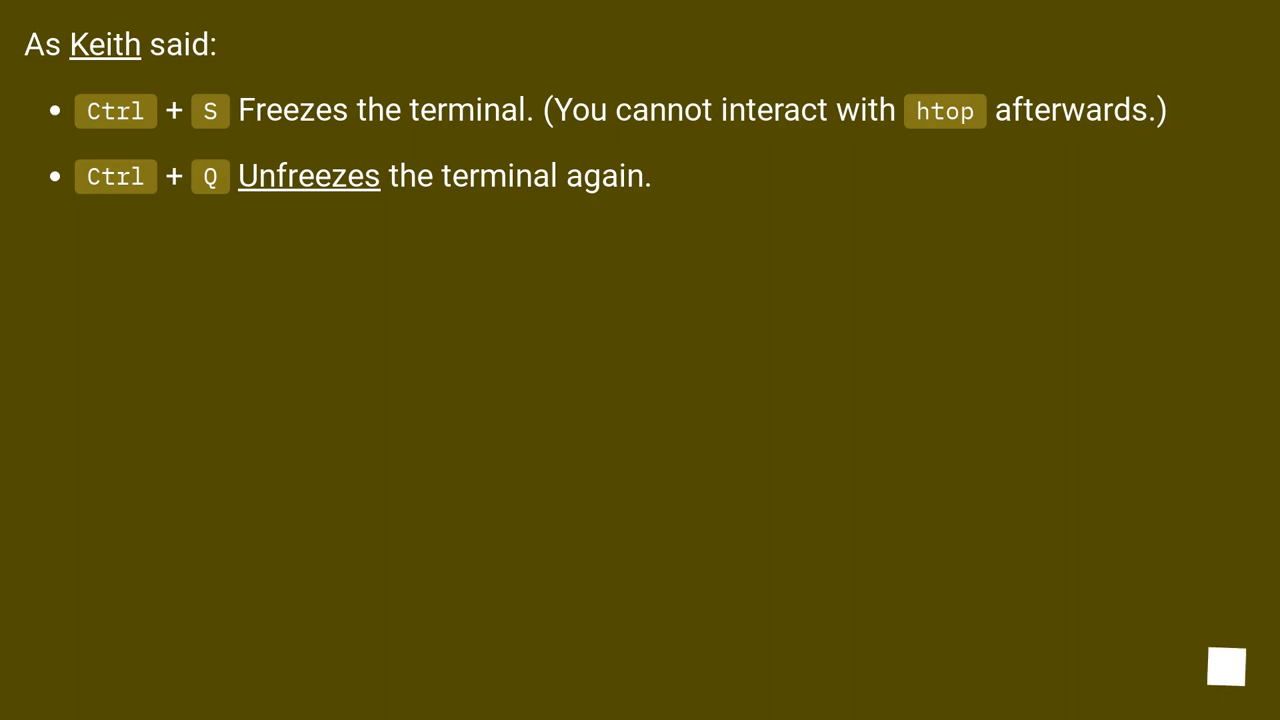 As Keith said:
• Ctrl + S Freezes the terminal. (You cannot interact with htop afterwards.)
• Ctrl + Q Unfreezes the terminal again.